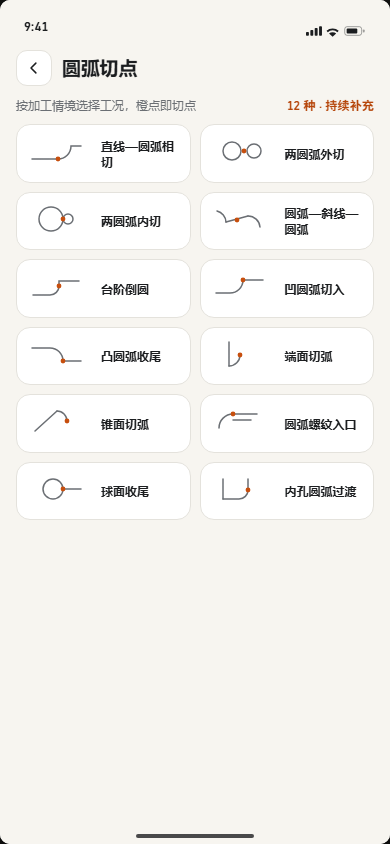 9:41
圆弧切点
按加工情境选择工况，橙点即切点
12 种 · 持续补充
直线—圆弧相
切
两圆弧外切
两圆弧内切
圆弧—斜线—
圆弧
台阶倒圆
凹圆弧切入
凸圆弧收尾
端面切弧
锥面切弧
圆弧螺纹入口
球面收尾
内孔圆弧过渡